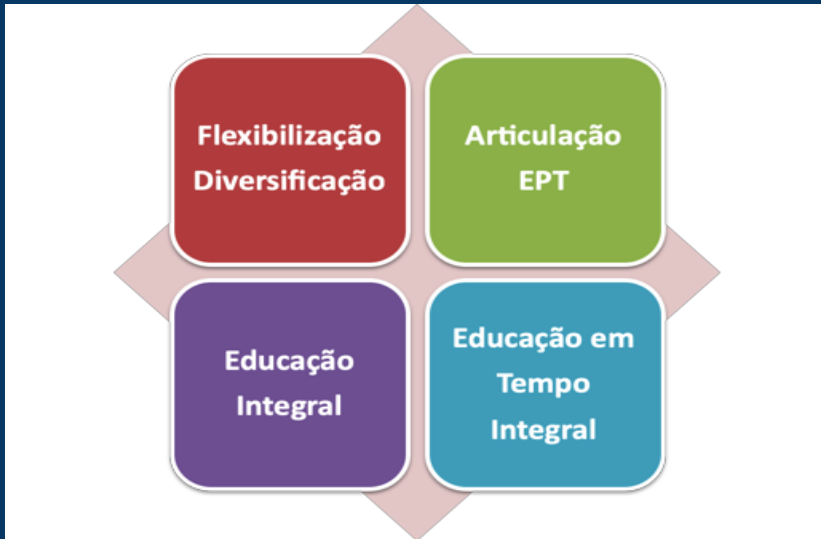 Flexibilização
Diversificação
Articulação
EPT
Educação
Integral
Educação em
Tempo
Integral